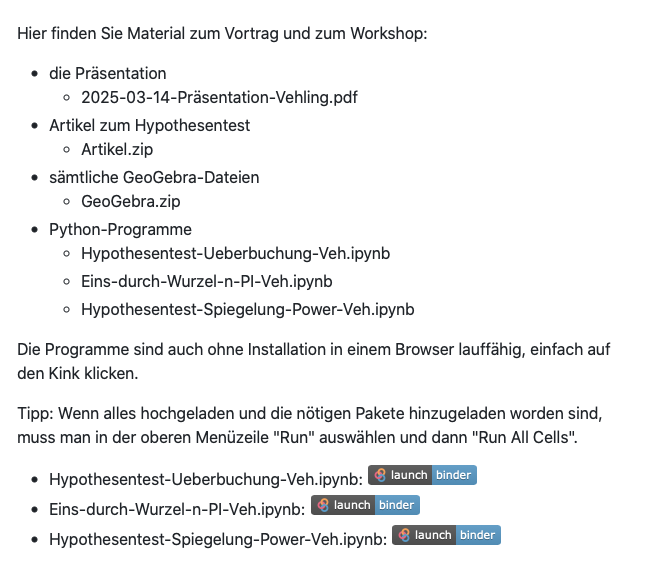 Hier finden Sie Material zum Vortrag und zum Workshop:
die Präsentation
2025-03-14-Präsentation-Vehling.pdf
Artikel zum Hypothesentest
Artikel.zip
sämtliche GeoGebra-Dateien
GeoGebra.zip
Python-Programme
Hypothesentest-Ueberbuchung-Veh.ipynb
Eins-durch-Wurzel-n-PI-Veh.ipynb
Hypothesentest-Spiegelung-Power-Veh.ipynb
Die Programme sind auch ohne Installation in einem Browser lauffähig, einfach auf
den Kink klicken.
Tipp: Wenn alles hochgeladen und die nötigen Pakete hinzugeladen worden sind,
muss man in der oberen Menüzeile "Run" auswählen und dann "Run All Cells".
Hypothesentest-Ueberbuchung-Veh.ipynb: launch binder
Eins-durch-Wurzel-n-PI-Veh.ipynb: launch binder
Hypothesentest-Spiegelung-Power-Veh.ipynb: launch binder